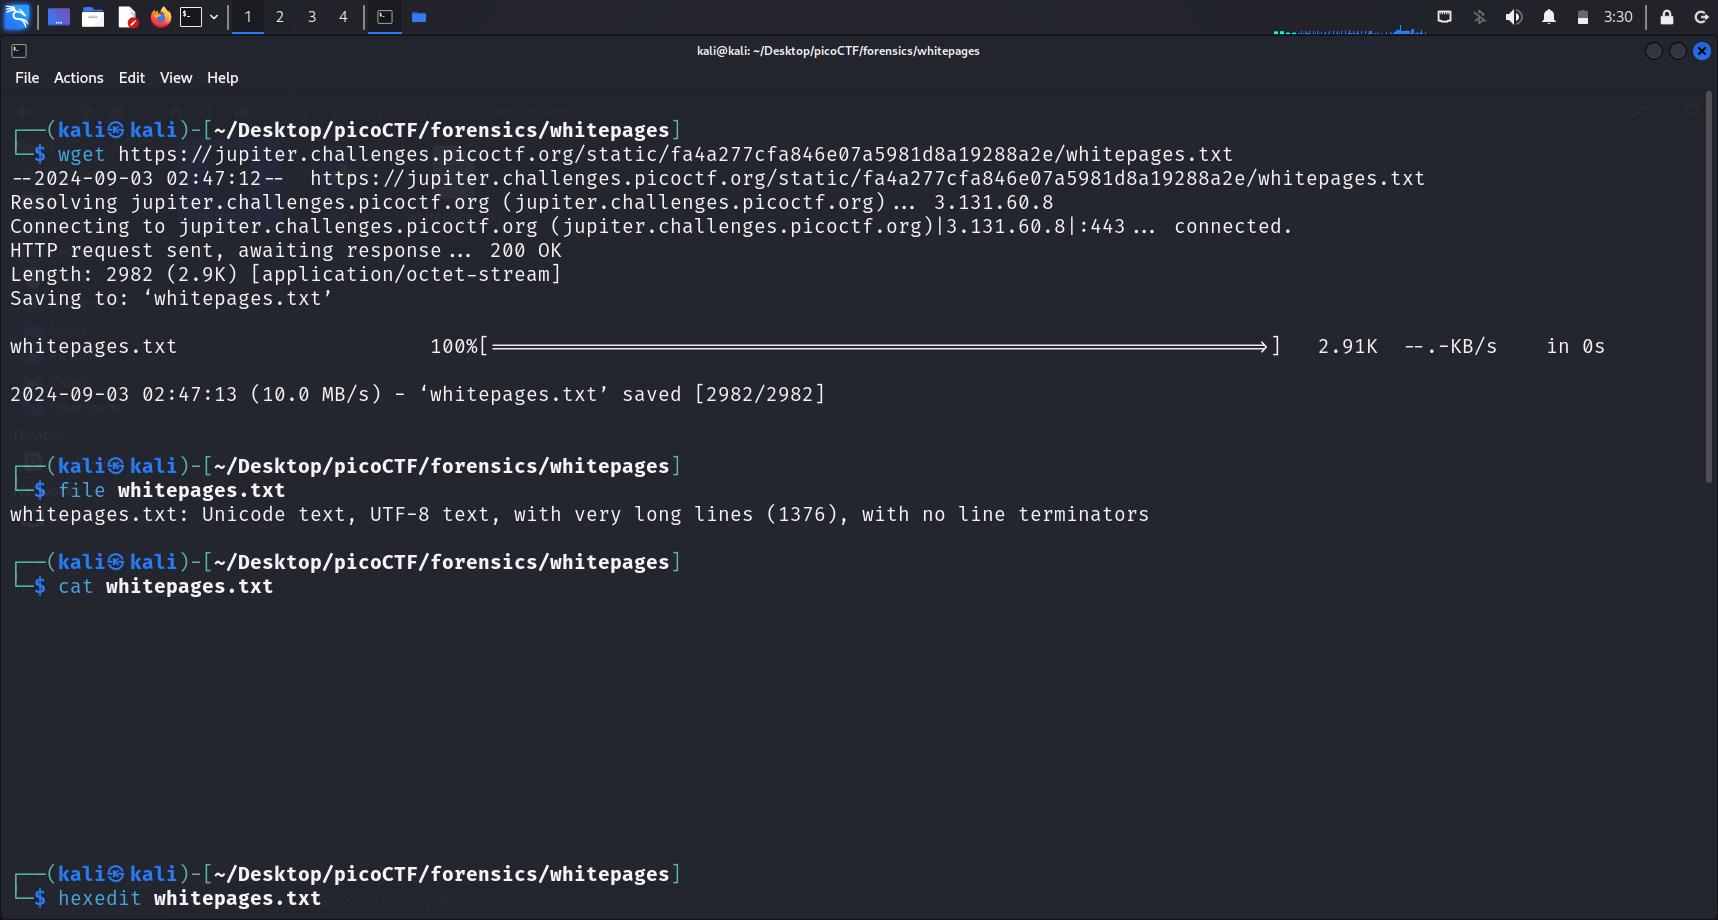 1 2 3 4 3:30
kali@kali: ~/Desktop/picoCTF/forensics/whitepages
File Actions Edit View Help
┌──(kali㉿kali)-[~/Desktop/picoCTF/forensics/whitepages]
└─$ wget https://jupiter.challenges.picoctf.org/static/fa4a277cfa846e07a5981d8a19288a2e/whitepages.txt
--2024-09-03 02:47:12--  https://jupiter.challenges.picoctf.org/static/fa4a277cfa846e07a5981d8a19288a2e/whitepages.txt
Resolving jupiter.challenges.picoctf.org (jupiter.challenges.picoctf.org)... 3.131.60.8
Connecting to jupiter.challenges.picoctf.org (jupiter.challenges.picoctf.org)|3.131.60.8|:443... connected.
HTTP request sent, awaiting response... 200 OK
Length: 2982 (2.9K) [application/octet-stream]
Saving to: ‘whitepages.txt’
Music
whitepages.txt 100%[=================================================================>] 2.91K --.-KB/s in 0s
2024-09-03 02:47:13 (10.0 MB/s) - ‘whitepages.txt’ saved [2982/2982]
Downloads
Devices
┌──(kali㉿kali)-[~/Desktop/picoCTF/forensics/whitepages]
└─$ file whitepages.txt
whitepages.txt: Unicode text, UTF-8 text, with very long lines (1376), with no line terminators
┌──(kali㉿kali)-[~/Desktop/picoCTF/forensics/whitepages]
└─$ cat whitepages.txt
┌──(kali㉿kali)-[~/Desktop/picoCTF/forensics/whitepages]
└─$ hexedit whitepages.txt